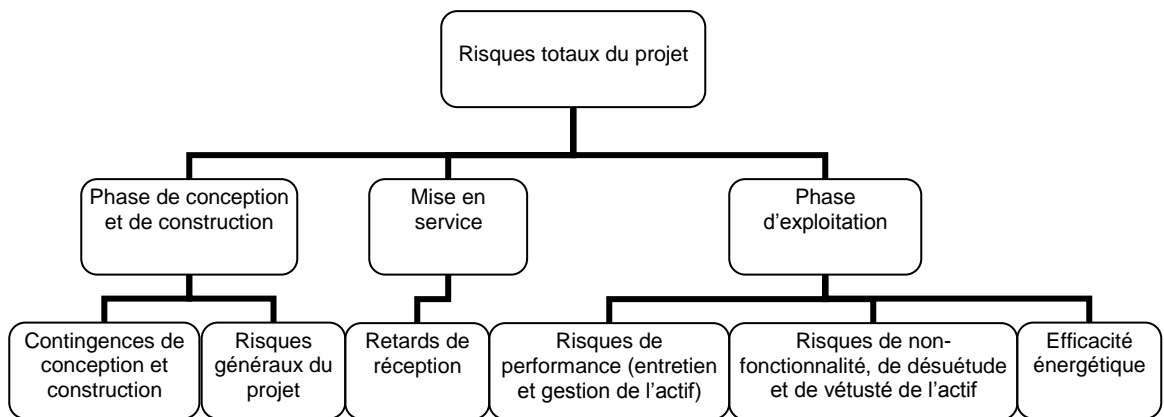 Risques totaux du projet
Phase de conception
et de construction
Mise en
service
Phase
d’exploitation
Contingences de
conception et
construction
Risques
généraux du
projet
Retards de
réception
Risques de
performance (entretien
et gestion de l’actif)
Risques de non-
fonctionnalité, de désuétude
et de vétusté de l’actif
Efficacité
énergétique